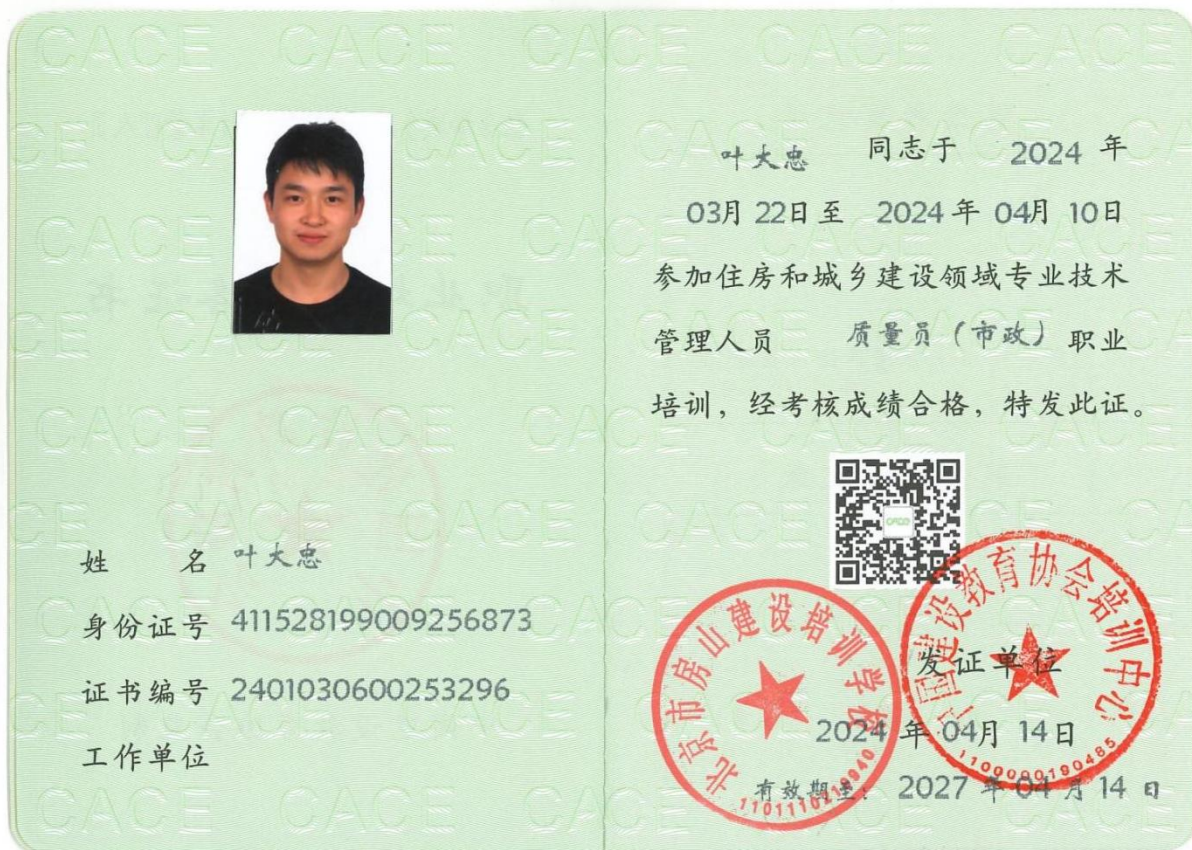 姓 名 叶大忠
身份证号 411528199009256873
证书编号 2401030600253296
工作单位
叶大忠 同志于 2024 年
03月 22日至 2024 年 04月 10日
参加住房和城乡建设领域专业技术
管理人员 质量员（市政） 职业
培训，经考核成绩合格，特发此证。
CACE
北京市房山建设培训学校
中国建设教育协会培训中心
1100000190485
发证单位
2024 年 04月 14日
有效期至： 2027 年 04 月 14 日